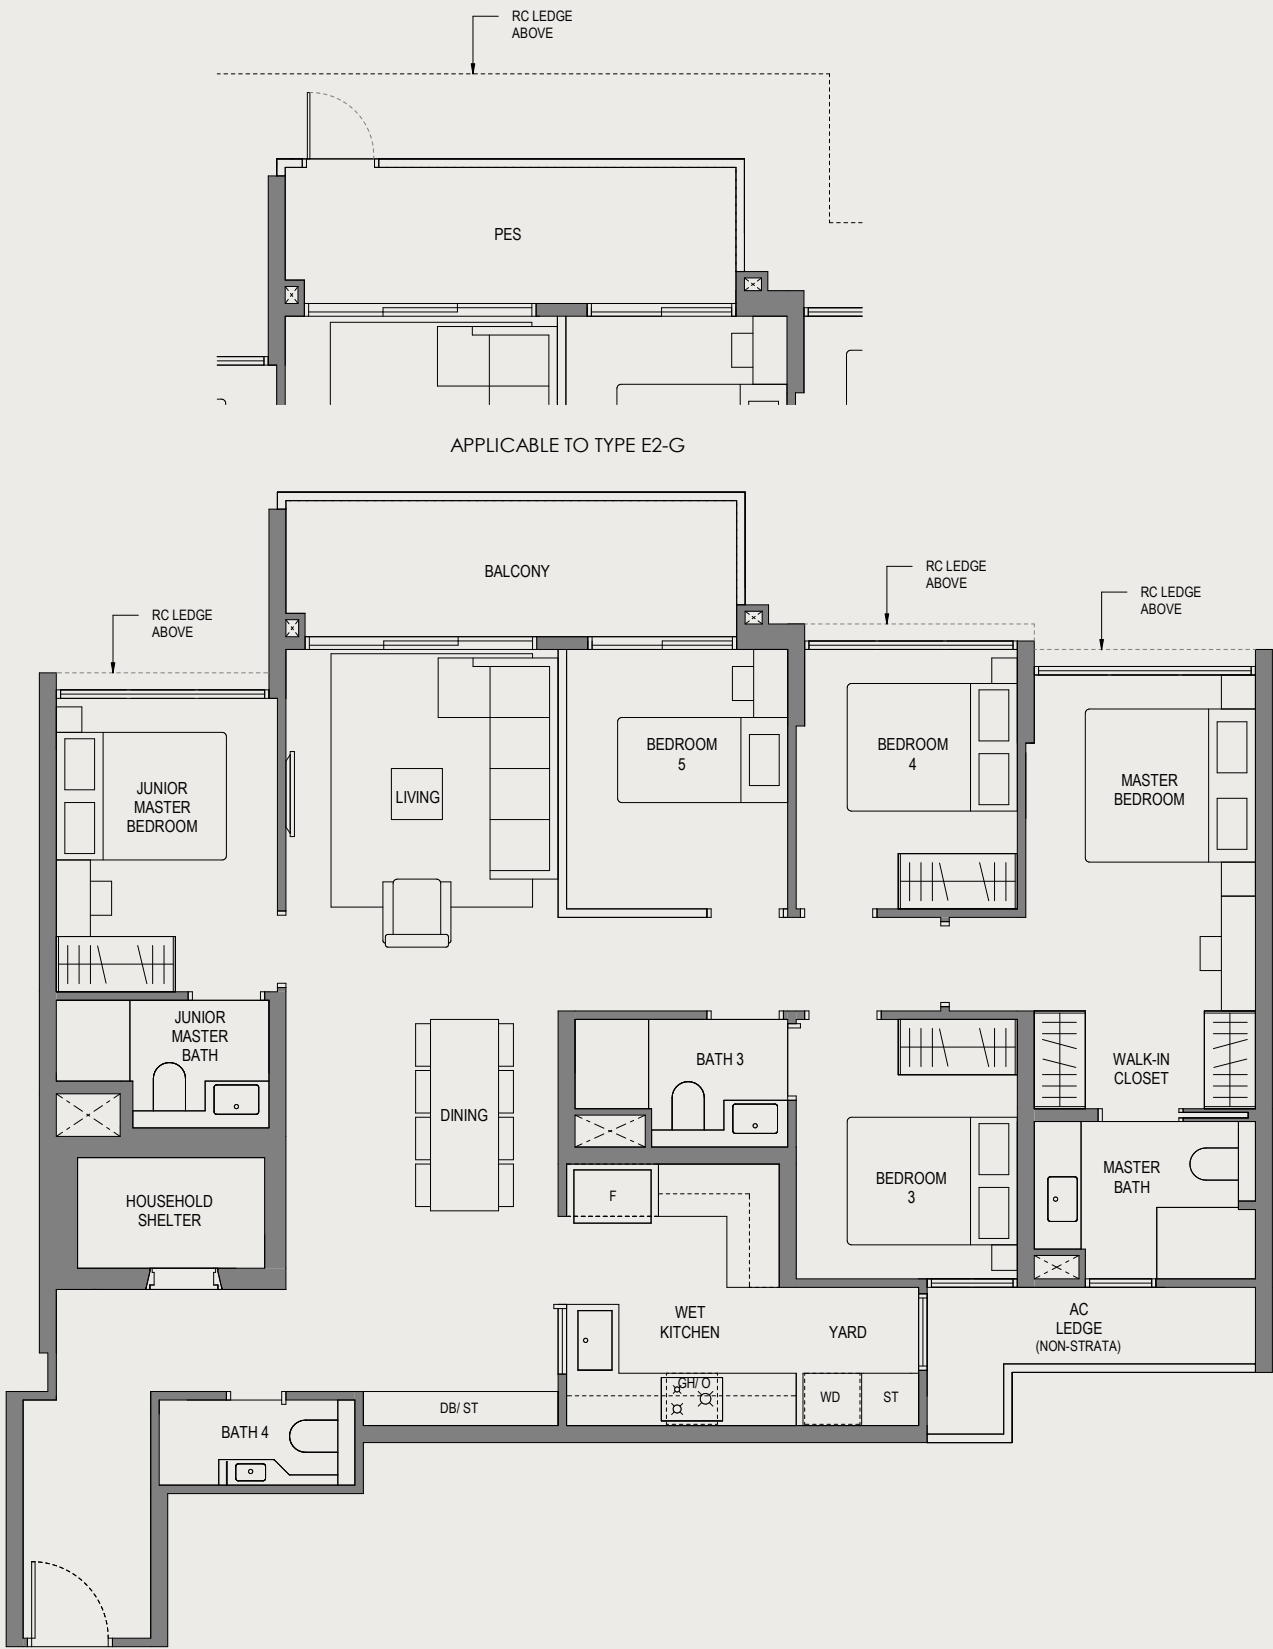 RC LEDGE
ABOVE
PES
APPLICABLE TO TYPE E2-G
BALCONY
RC LEDGE
ABOVE
RC LEDGE
ABOVE
RC LEDGE
ABOVE
JUNIOR
MASTER
BEDROOM
LIVING
BEDROOM
5
BEDROOM
4
MASTER
BEDROOM
JUNIOR
MASTER
BATH
BATH 3
WALK-IN
CLOSET
DINING
HOUSEHOLD
SHELTER
F
BEDROOM
3
MASTER
BATH
WET
KITCHEN
YARD
AC
LEDGE
(NON-STRATA)
GH/ O
WD
ST
DB/ ST
BATH 4